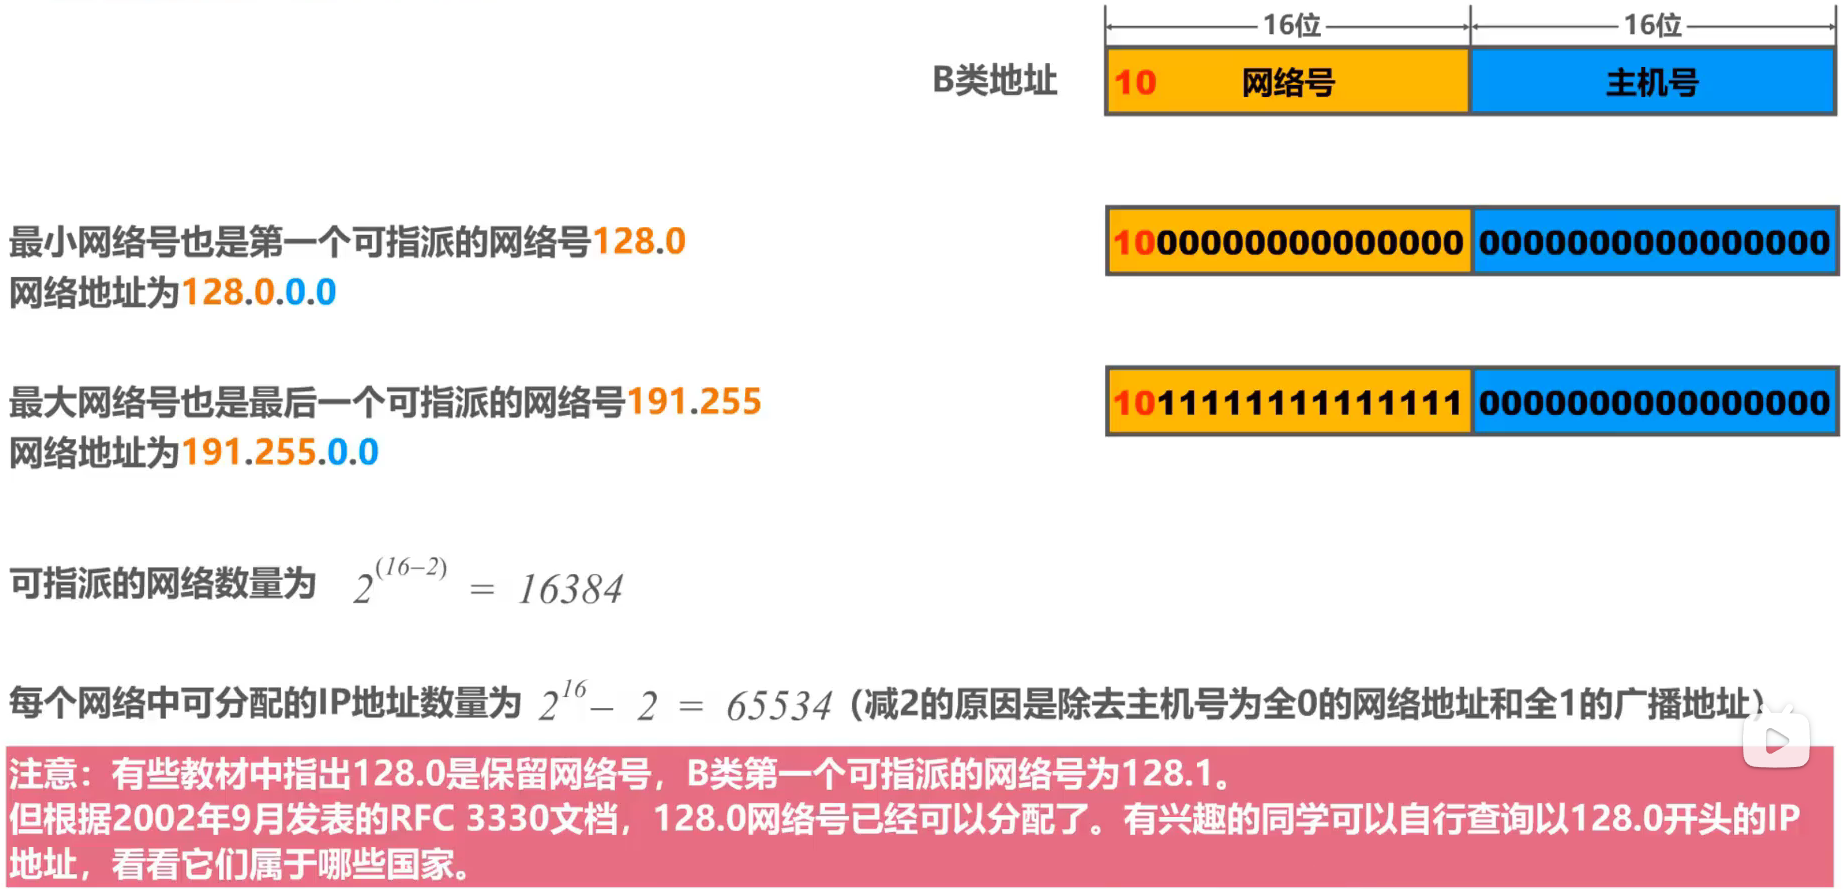 16位 16位
B类地址 10 网络号 主机号
最小网络号也是第一个可指派的网络号128.0
网络地址为128.0.0.0
1000000000000000 0000000000000000
最大网络号也是最后一个可指派的网络号191.255
网络地址为191.255.0.0
1011111111111111 0000000000000000
可指派的网络数量为 2^(16–2) = 16384
每个网络中可分配的IP地址数量为 2^16 – 2 = 65534 (减2的原因是除去主机号为全0的网络地址和全1的广播地址)
注意：有些教材中指出128.0是保留网络号，B类第一个可指派的网络号为128.1。
但根据2002年9月发表的RFC 3330文档，128.0网络号已经可以分配了。有兴趣的同学可以自行查询以128.0开头的IP
地址，看看它们属于哪些国家。